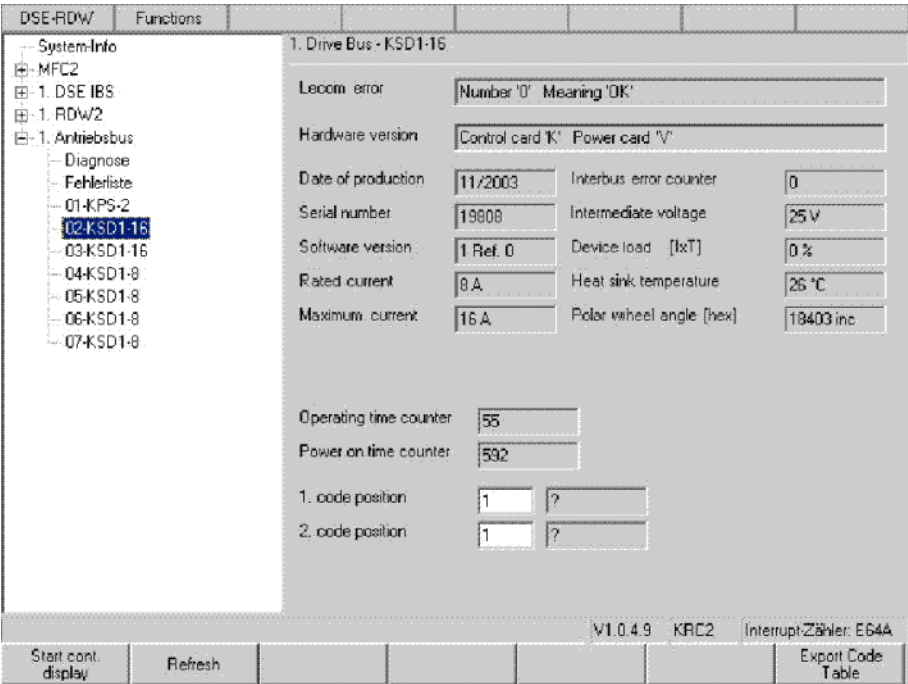 DSE-RDW Functions
System-Info
MFC2
1. DSE IBS
1. RDW2
1. Antriebsbus
Diagnose
Fehlerliste
01-KPS-2
02-KSD1-16
03-KSD1-16
04-KSD1-8
05-KSD1-8
06-KSD1-8
07-KSD1-8
1. Drive Bus - KSD1-16
Lecom error Number '0' Meaning 'OK'
Hardware version Control card 'K' Power card 'V'
Date of production 11/2003 Interbus error counter 0
Serial number 19808 Intermediate voltage 25 V
Software version 1 Ref. 0 Device load [IxT] 0 %
Rated current 8 A Heat sink temperature 26 °C
Maximum current 16 A Polar wheel angle [hex] 18403 inc
Operating time counter 55
Power on time counter 592
1. code position 1 ?
2. code position 1 ?
V1.0.4.9 KRC2 Interrupt-Zähler: E64A
Start cont. display Refresh Export Code Table